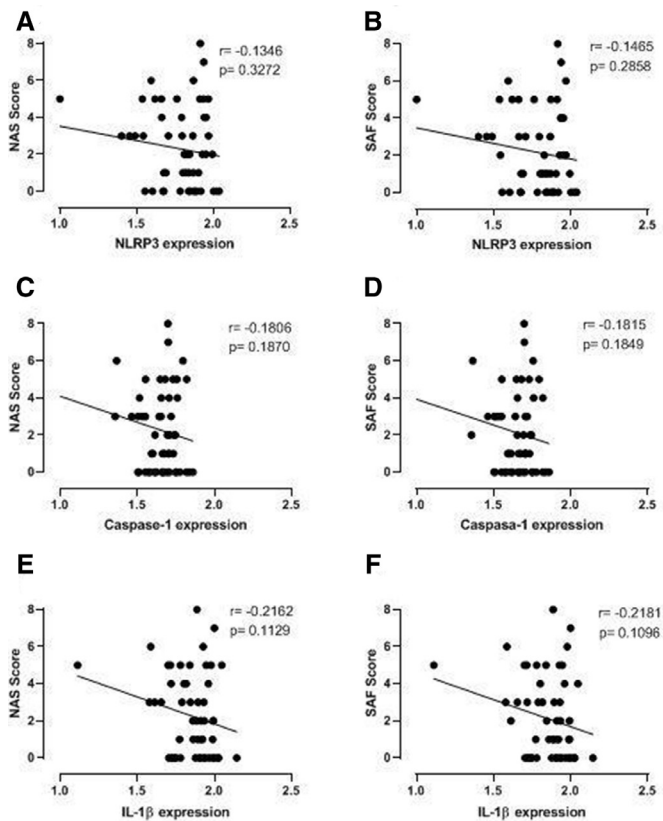 A
r= -0.1346
p= 0.3272
NAS Score
8
6
4
2
0
1.0 1.5 2.0 2.5
NLRP3 expression
B
r= -0.1465
p= 0.2858
SAF Score
8
6
4
2
0
1.0 1.5 2.0 2.5
NLRP3 expression
C
r= -0.1806
p= 0.1870
NAS Score
8
6
4
2
0
1.0 1.5 2.0 2.5
Caspase-1 expression
D
r= -0.1815
p= 0.1849
SAF Score
8
6
4
2
0
1.0 1.5 2.0 2.5
Caspasa-1 expression
E
r= -0.2162
p= 0.1129
NAS Score
8
6
4
2
0
1.0 1.5 2.0 2.5
IL-1β expression
F
r= -0.2181
p= 0.1096
SAF Score
8
6
4
2
0
1.0 1.5 2.0 2.5
IL-1β expression